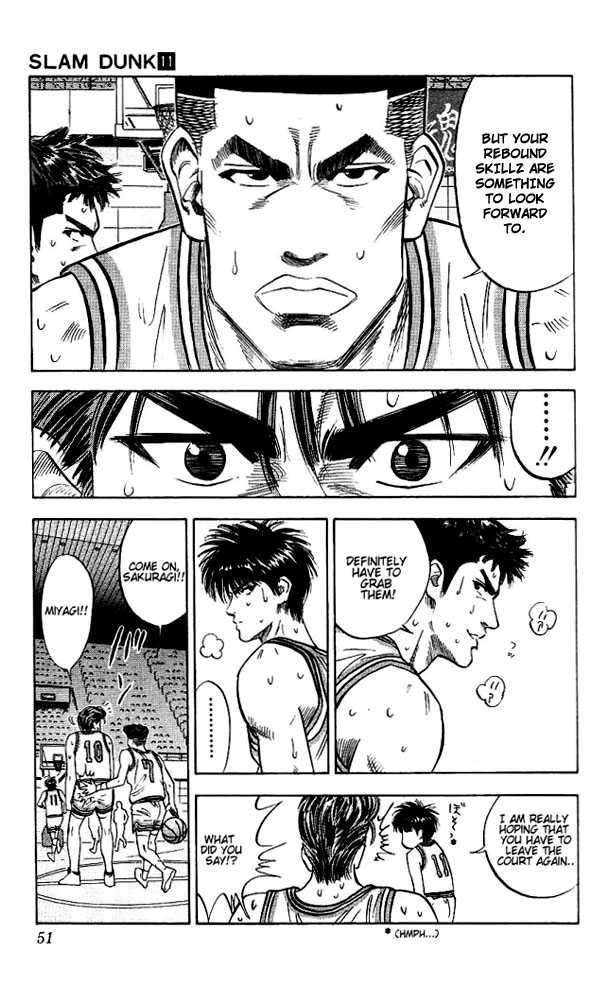 SLAM DUNK 11
BUT YOUR
REBOUND
SKILLZ ARE
SOMETHING
TO LOOK
FORWARD
TO.
........!!
DEFINITELY
HAVE TO
GRAB
THEM!
!!?
!!?
........
COME ON,
SAKURAGI!!
MIYAGI!!
10
7
11
I AM REALLY
HOPING THAT
YOU HAVE TO
LEAVE THE
COURT AGAIN..
11
WHAT
DID YOU
SAY!?
* (HMPH...)
51